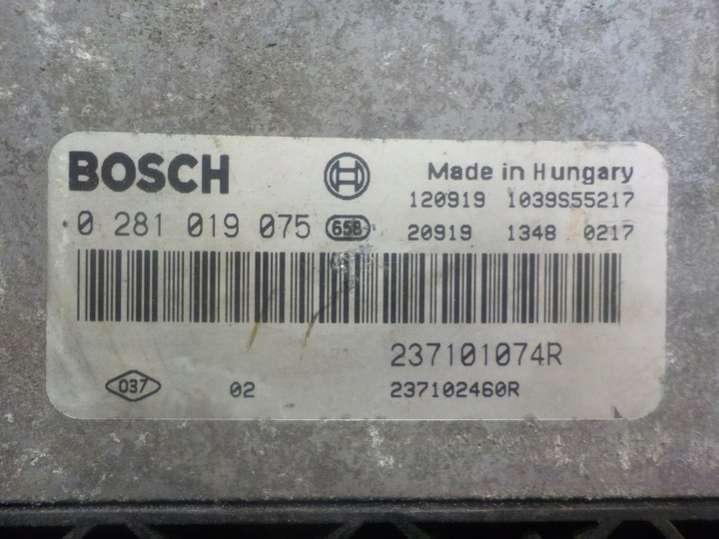 BOSCH
Made in Hungary
120919 1039S55217
0 281 019 075 658 20919 1348 0217
237101074R
037 02 237102460R